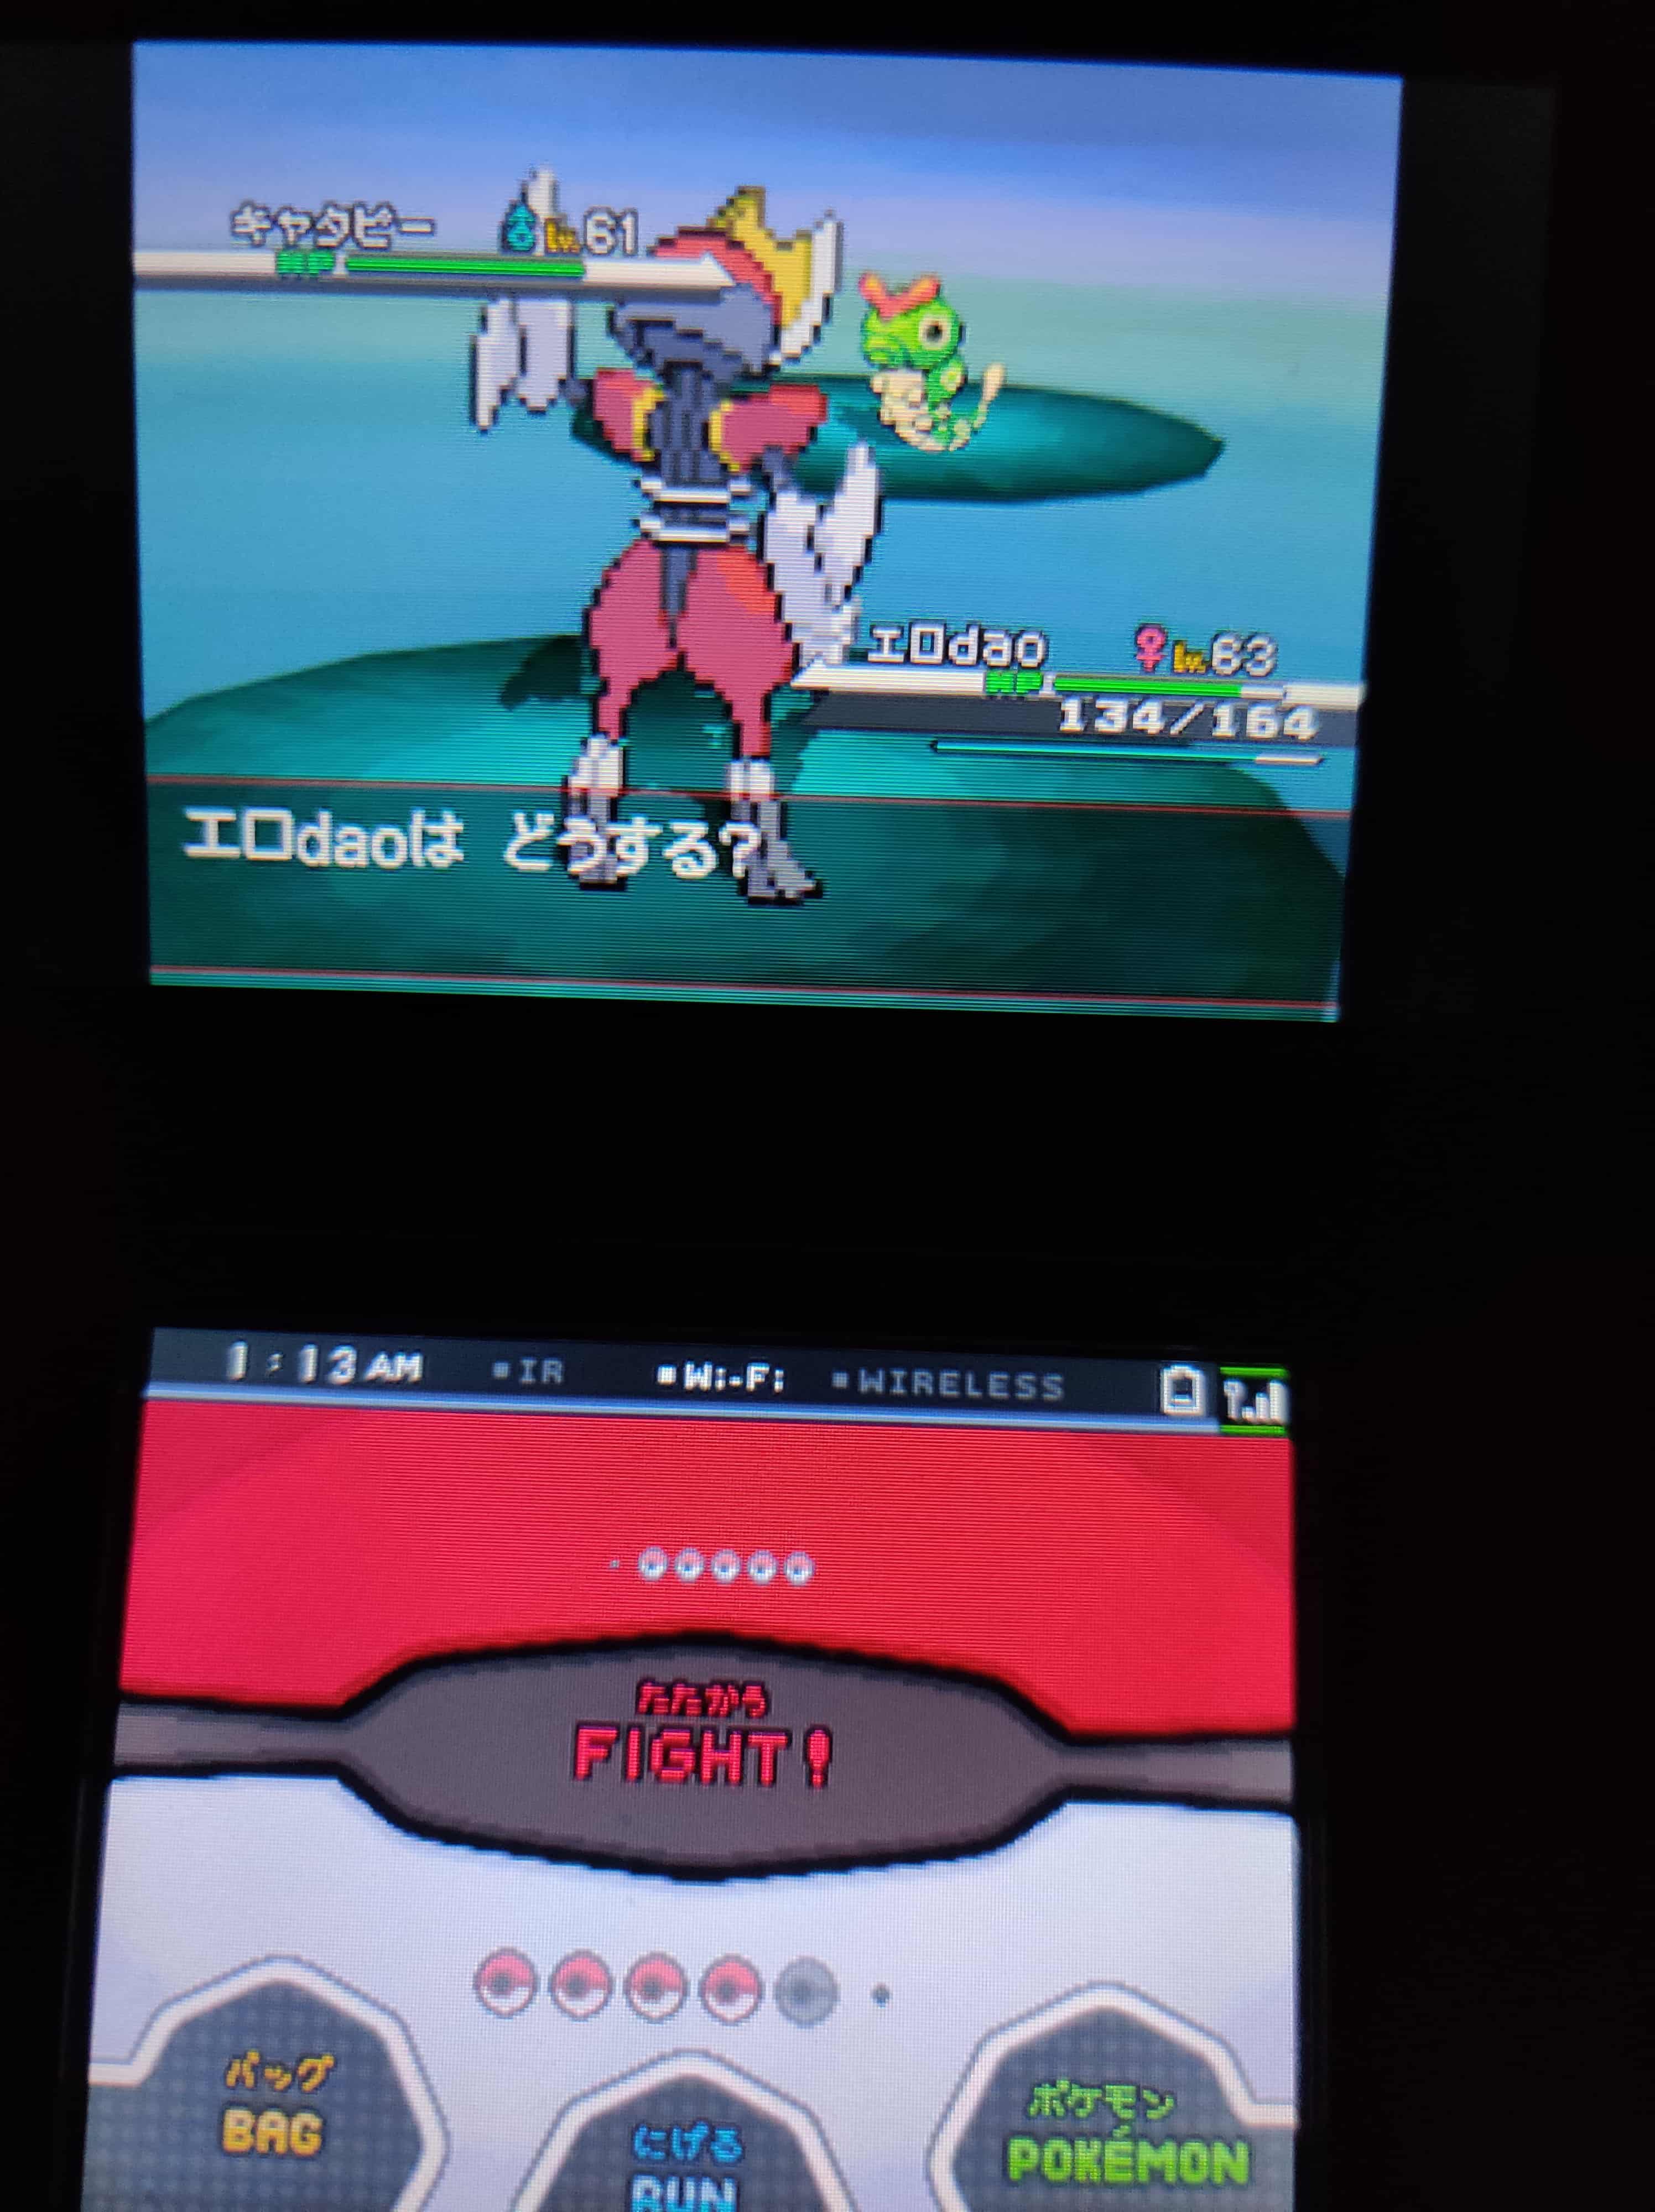 キャタピー ♂ Lv.61
HP
エロdao ♀ Lv.63
HP
134/164
エロdaoは どうする?
1:13 AM IR Wi-Fi WIRELESS
たたかう
FIGHT!
バッグ
BAG
にげる
RUN
ポケモン
POKÉMON